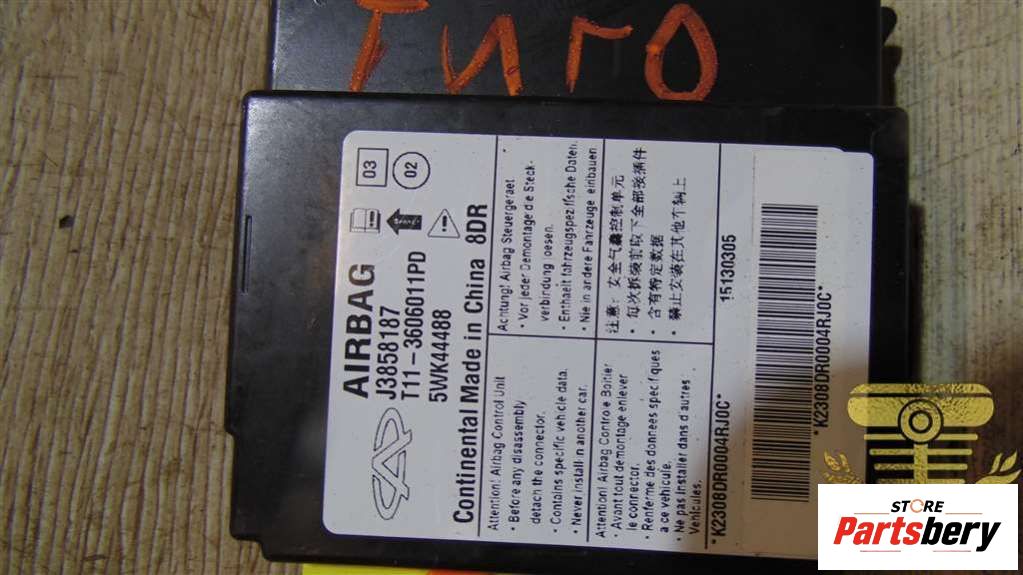 Turo
03
02
AIRBAG
J3858187
T11-3606011PD
5WK44488
Continental Made in China 8DR
Attention! Airbag Control Unit
• Before any disassembly
detach the connector.
• Contains specific vehicle data.
• Never install in another car.
Achtung! Airbag Steuergeraet
• Vor jeder Demontage die Steck-
verbindung loesen.
• Enthaelt fahrzeugspezifische Daten.
• Nie in andere Fahrzeuge einbauen
Attention! Airbag Controle Boitier
• Avant tout demontage enlever
le connector.
• Renferme des donnees specifiques
a ce vehicule.
• Ne pas installer dans d'autres
Vehicules.
注意: 安全气囊控制单元
• 每次拆装前取下全部接插件
• 含有特定数据
• 禁止安装在其他车辆上
15130305
*K2308DR0004RJ0C*
*K2308DR0004RJ0C*
STORE
Partsbery